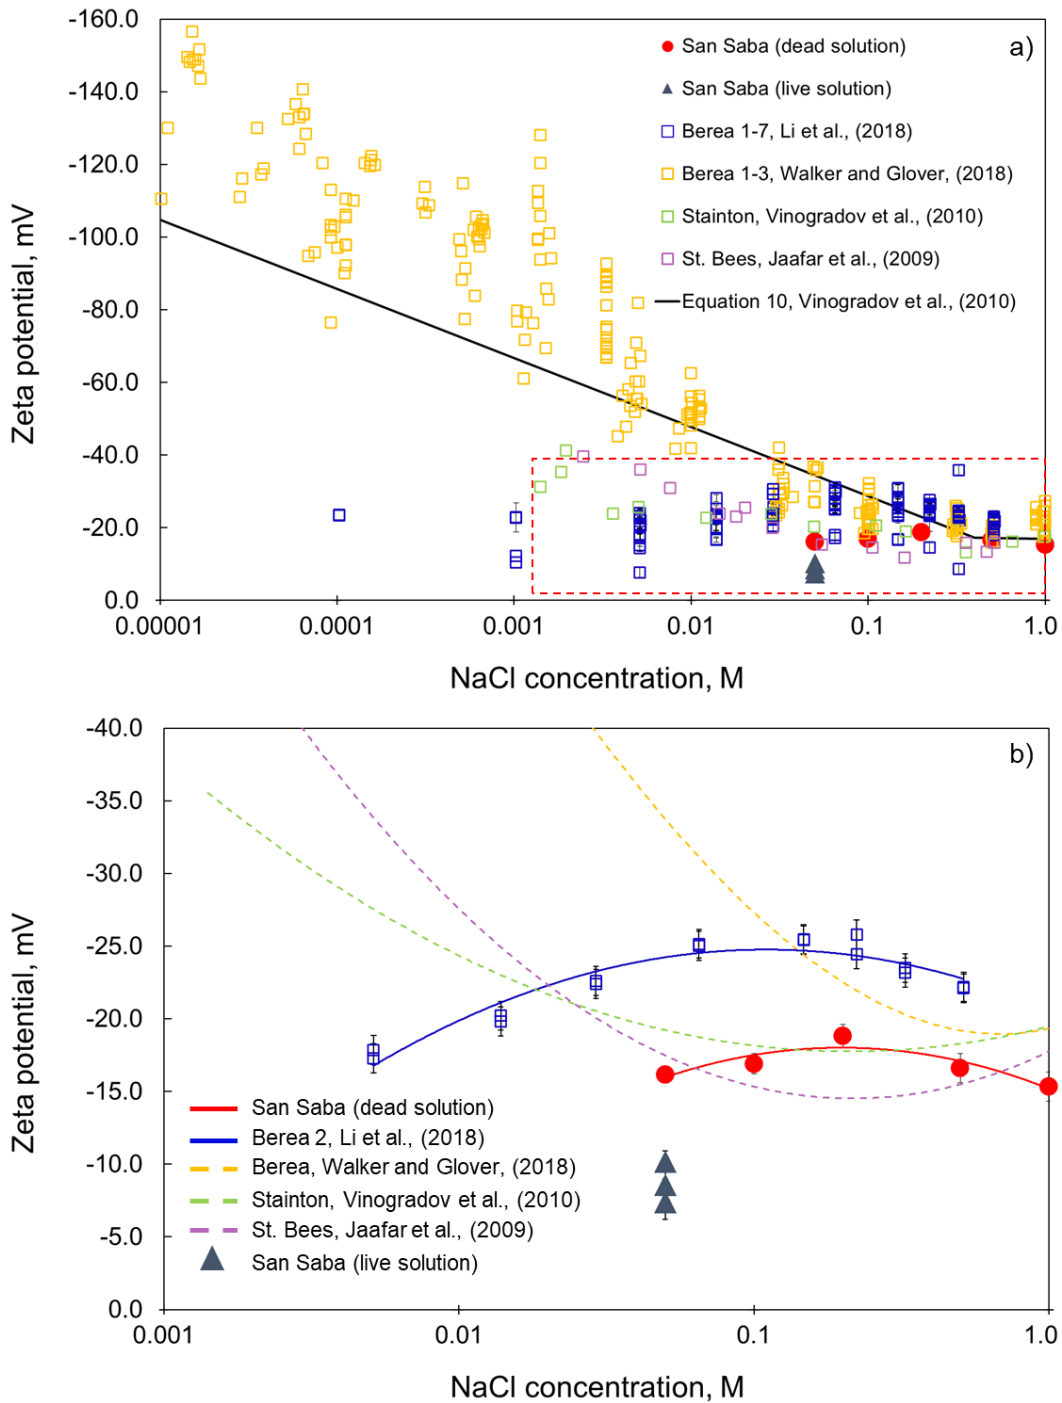 -160.0
-140.0
-120.0
-100.0
-80.0
-60.0
-40.0
-20.0
0.0
Zeta potential, mV
a)
San Saba (dead solution)
San Saba (live solution)
Berea 1-7, Li et al., (2018)
Berea 1-3, Walker and Glover, (2018)
Stainton, Vinogradov et al., (2010)
St. Bees, Jaafar et al., (2009)
Equation 10, Vinogradov et al., (2010)
0.00001 0.0001 0.001 0.01 0.1 1.0
NaCl concentration, M
-40.0
-35.0
-30.0
-25.0
-20.0
-15.0
-10.0
-5.0
0.0
Zeta potential, mV
b)
San Saba (dead solution)
Berea 2, Li et al., (2018)
Berea, Walker and Glover, (2018)
Stainton, Vinogradov et al., (2010)
St. Bees, Jaafar et al., (2009)
San Saba (live solution)
0.001 0.01 0.1 1.0
NaCl concentration, M